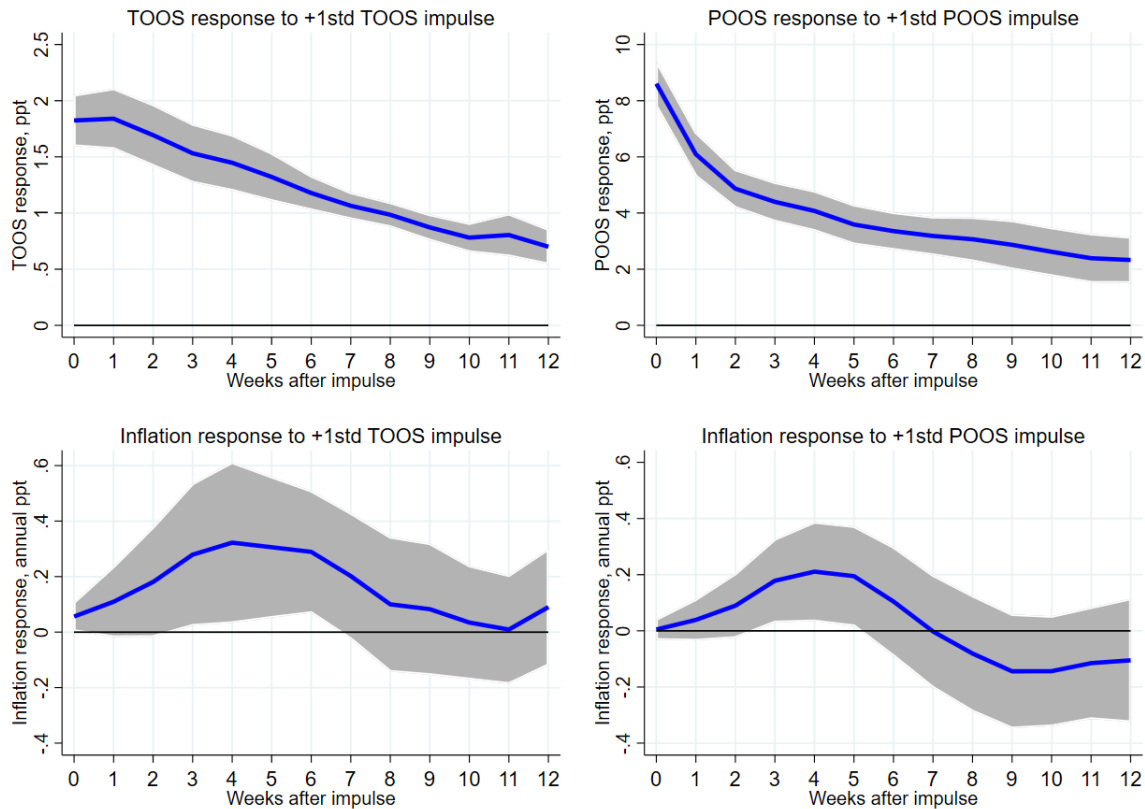 TOOS response to +1std TOOS impulse
TOOS response, ppt
2.5
2
1.5
1
.5
0
0 1 2 3 4 5 6 7 8 9 10 11 12
Weeks after impulse
POOS response to +1std POOS impulse
POOS response, ppt
10
8
6
4
2
0
0 1 2 3 4 5 6 7 8 9 10 11 12
Weeks after impulse
Inflation response to +1std TOOS impulse
Inflation response, annual ppt
.6
.4
.2
0
-.2
-.4
0 1 2 3 4 5 6 7 8 9 10 11 12
Weeks after impulse
Inflation response to +1std POOS impulse
Inflation response, annual ppt
.6
.4
.2
0
-.2
-.4
0 1 2 3 4 5 6 7 8 9 10 11 12
Weeks after impulse